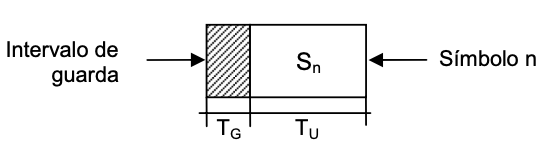 Intervalo de
guarda
Sn
Símbolo n
TG
TU